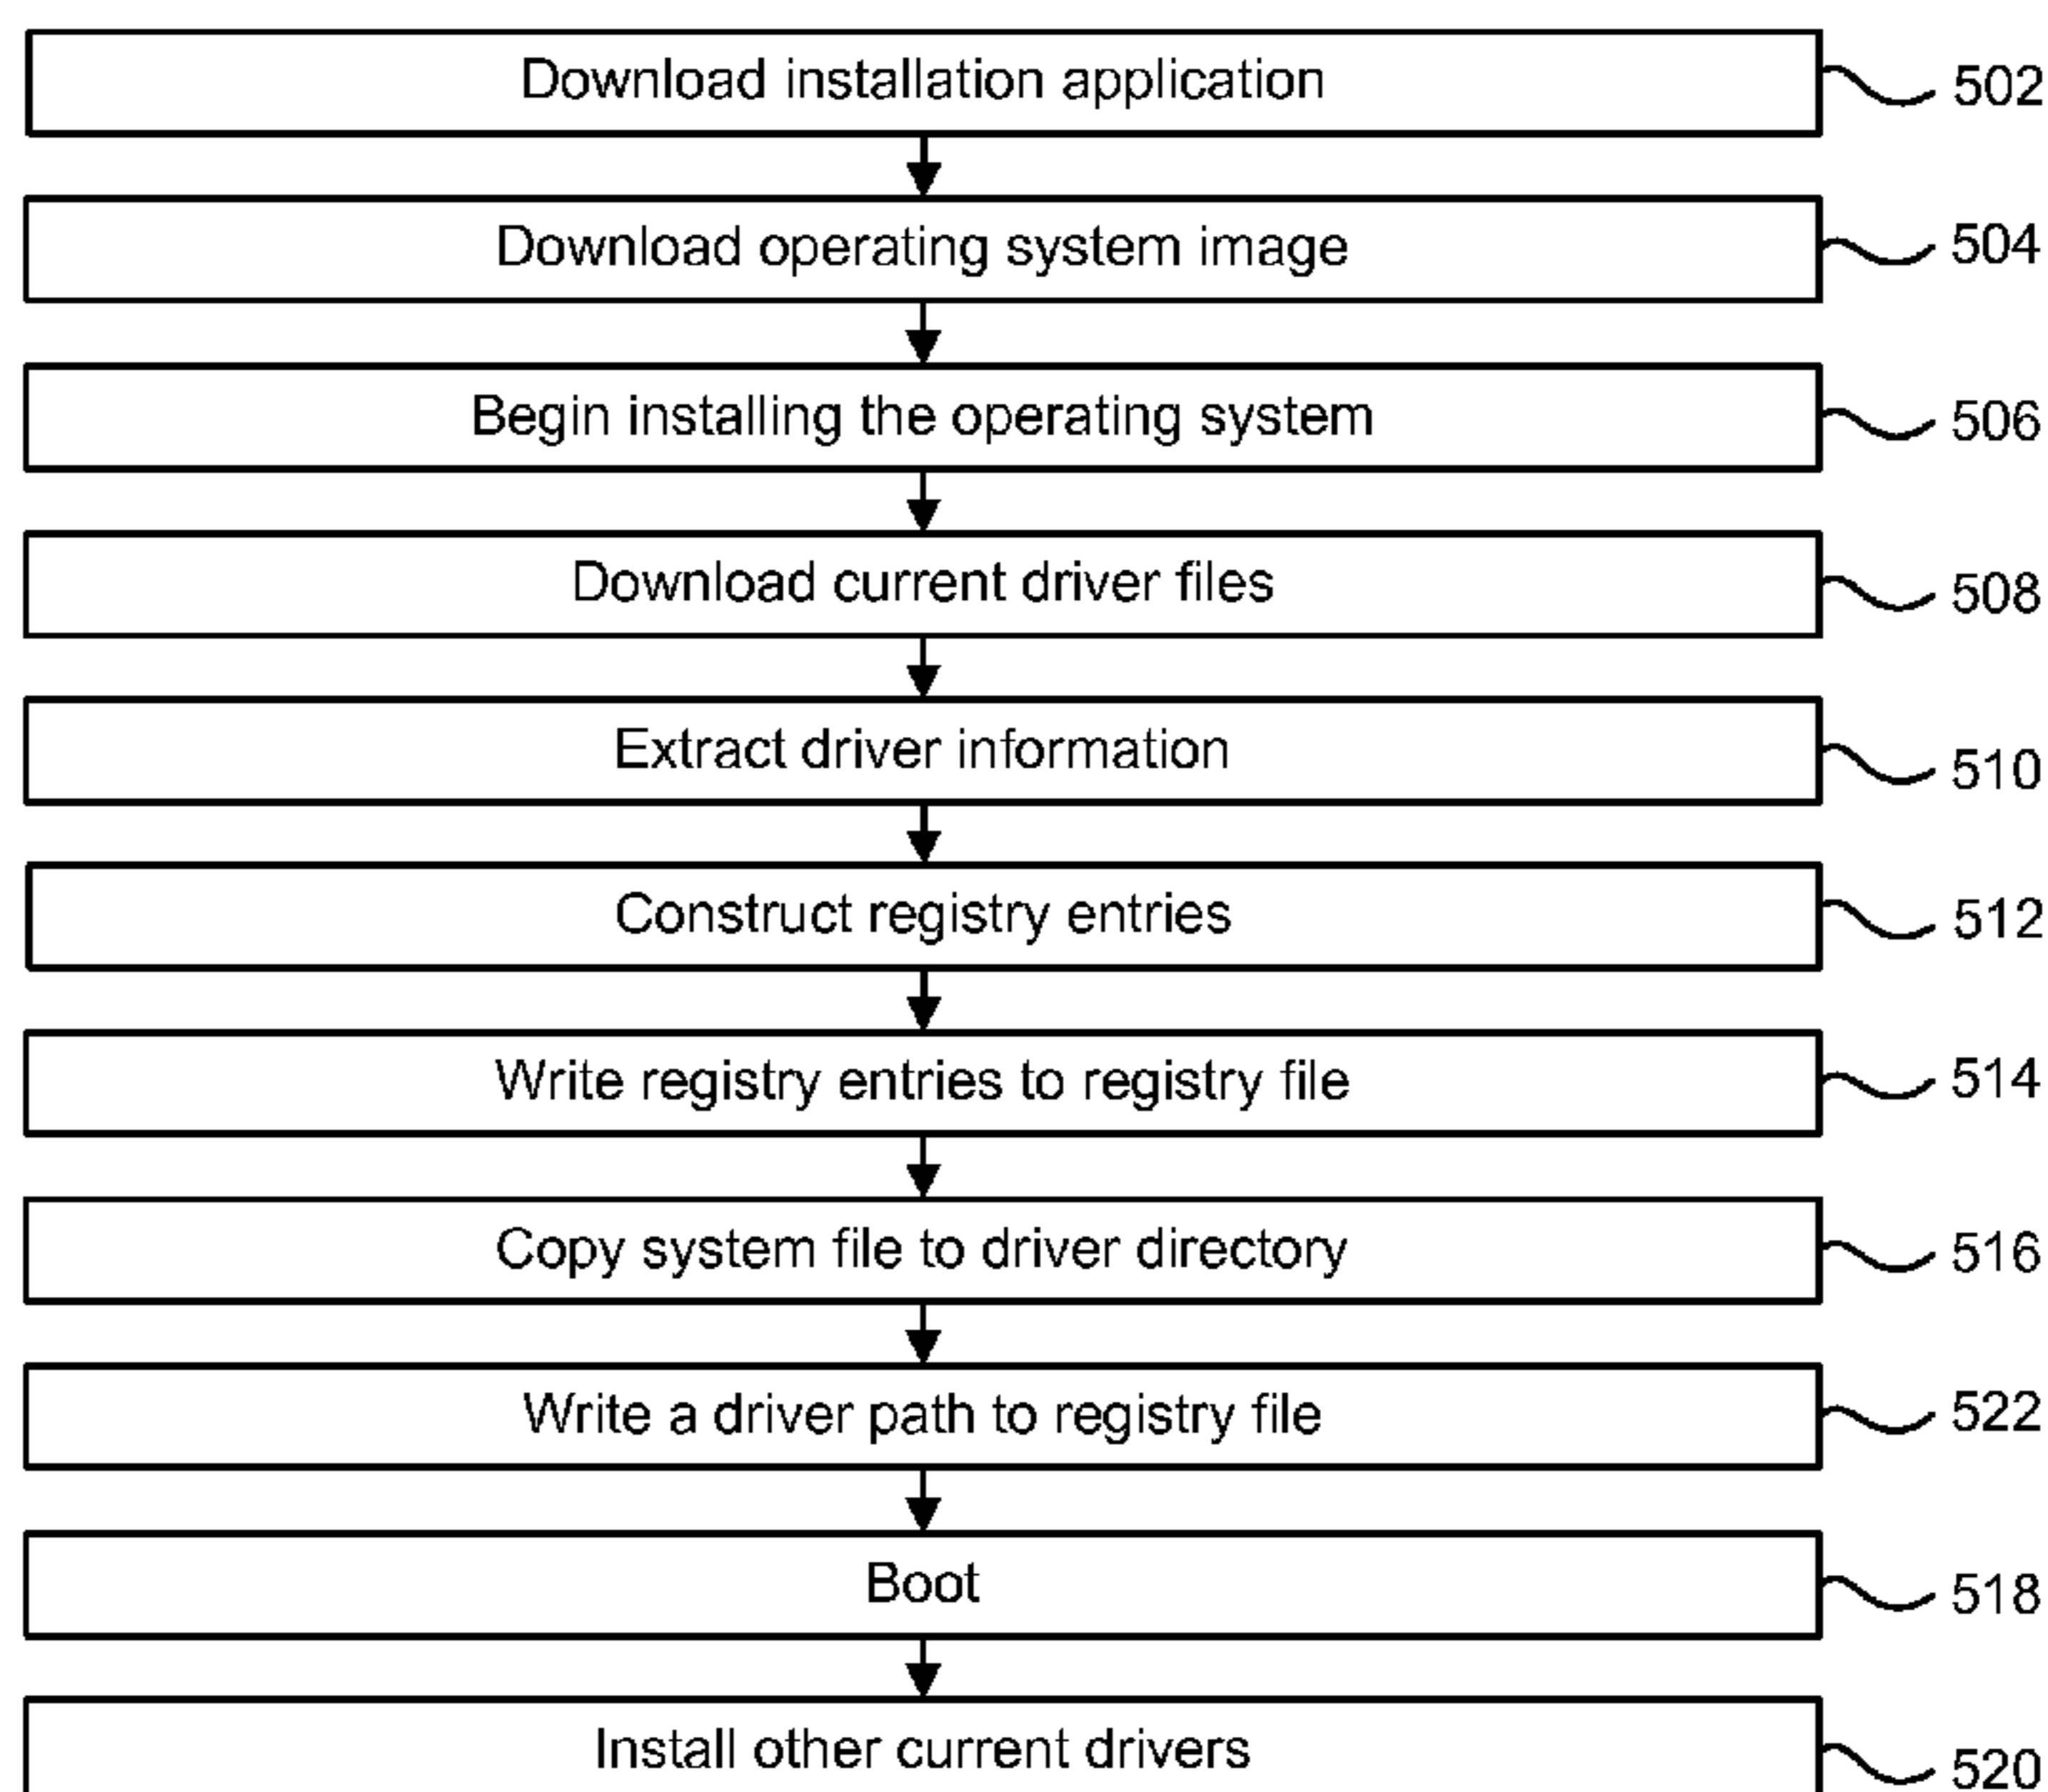 Download installation application 502
Download operating system image 504
Begin installing the operating system 506
Download current driver files 508
Extract driver information 510
Construct registry entries 512
Write registry entries to registry file 514
Copy system file to driver directory 516
Write a driver path to registry file 522
Boot 518
Install other current drivers 520